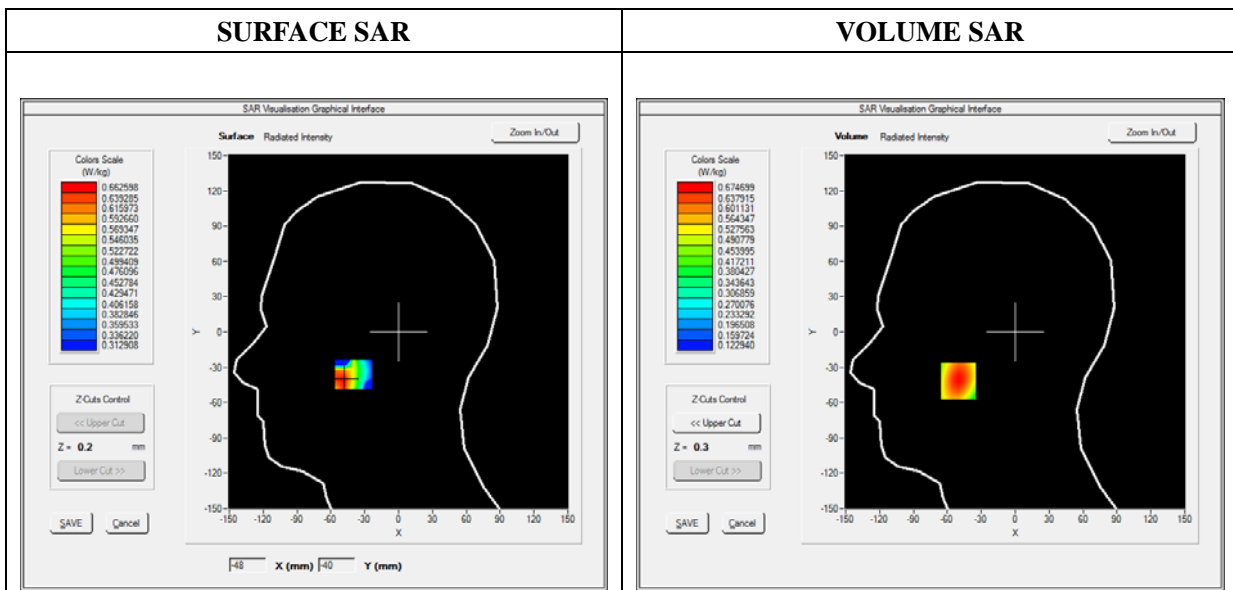 SURFACE SAR
VOLUME SAR
SAR Visualisation Graphical Interface
Surface Radiated Intensity
Zoom In/Out
Colors Scale
(W/kg)
0.662598
0.639285
0.615973
0.592660
0.569347
0.546035
0.522722
0.499409
0.476096
0.452784
0.429471
0.406158
0.382846
0.359533
0.336220
0.312908
Z-Cuts Control
<< Upper Cut
Z = 0.2 mm
Lower Cut >>
SAVE Cancel
150
120
90
60
30
0
-30
-60
-90
-120
-150
Y
-150 -120 -90 -60 -30 0 30 60 90 120 150
X
-48 X (mm) -40 Y (mm)
SAR Visualisation Graphical Interface
Volume Radiated Intensity
Zoom In/Out
Colors Scale
(W/kg)
0.674699
0.637915
0.601131
0.564347
0.527563
0.490779
0.453995
0.417211
0.380427
0.343643
0.306859
0.270076
0.233292
0.196508
0.159724
0.122940
Z-Cuts Control
<< Upper Cut
Z = 0.3 mm
Lower Cut >>
SAVE Cancel
150
120
90
60
30
0
-30
-60
-90
-120
-150
Y
-150 -120 -90 -60 -30 0 30 60 90 120 150
X